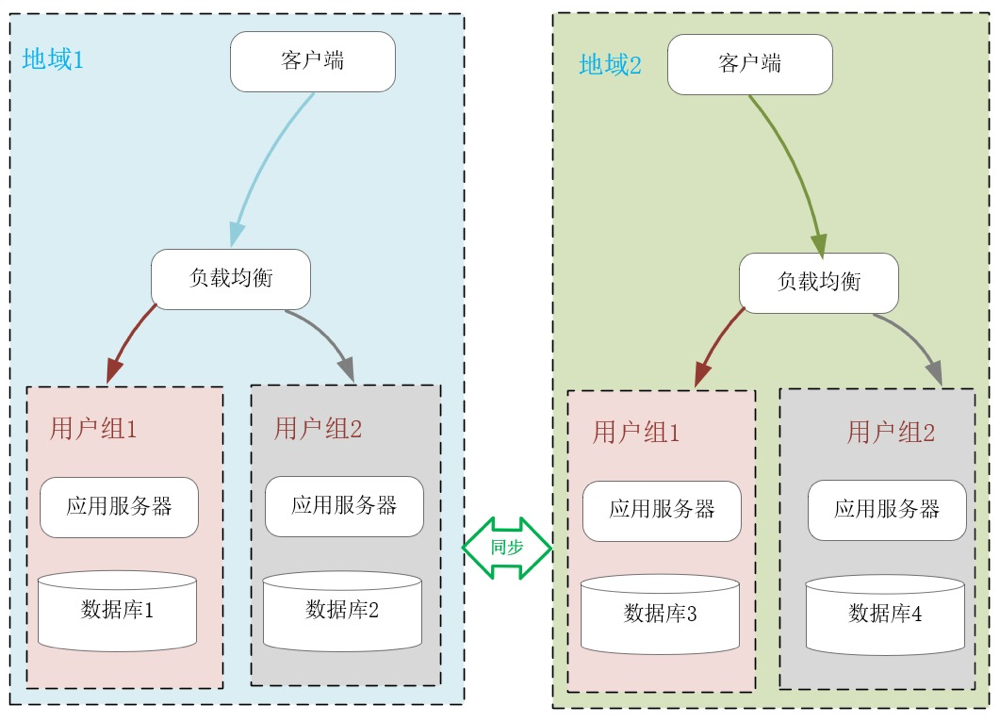 地域1
客户端
负载均衡
用户组1
用户组2
应用服务器
应用服务器
数据库1
数据库2
同步
地域2
客户端
负载均衡
用户组1
用户组2
应用服务器
应用服务器
数据库3
数据库4